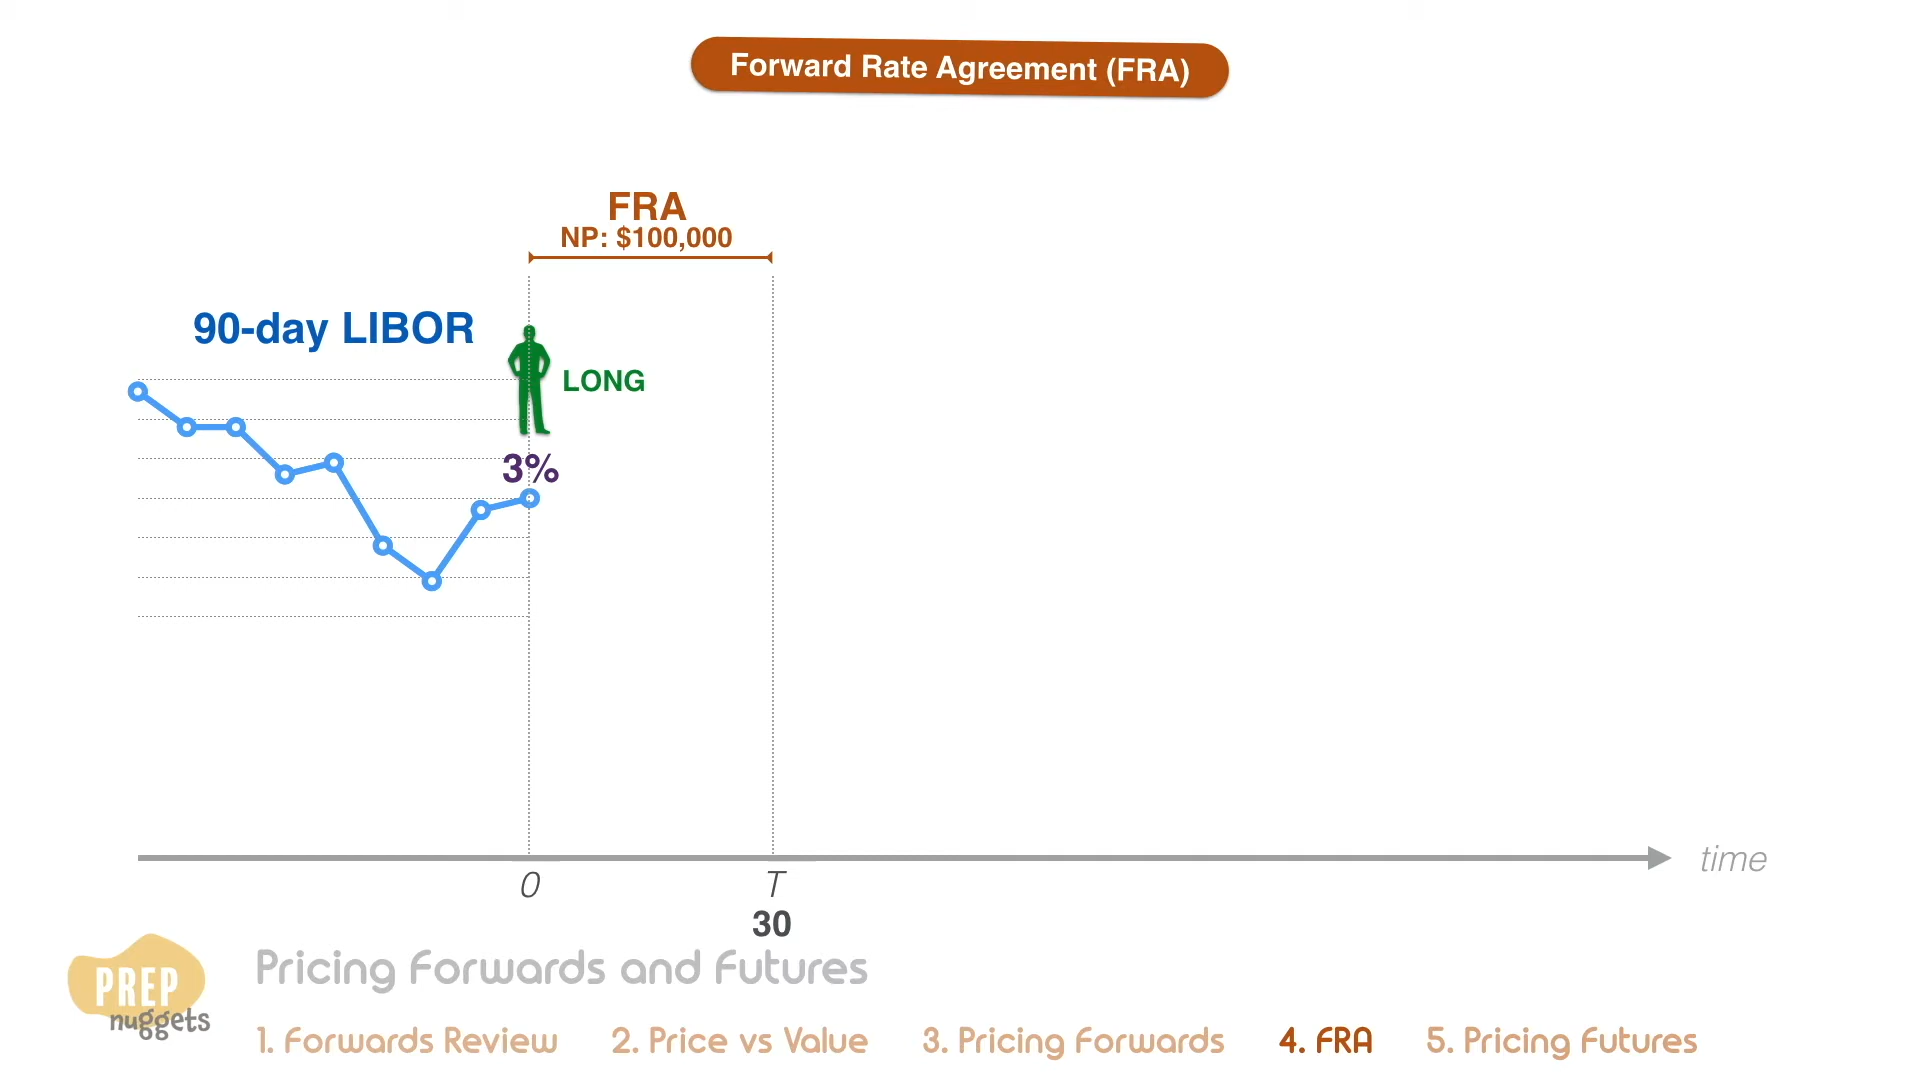 Forward Rate Agreement (FRA)
FRA
NP: $100,000
90-day LIBOR
LONG
3%
time
0
T
30
PREP
nuggets
Pricing Forwards and Futures
1. Forwards Review
2. Price vs Value
3. Pricing Forwards
4. FRA
5. Pricing Futures